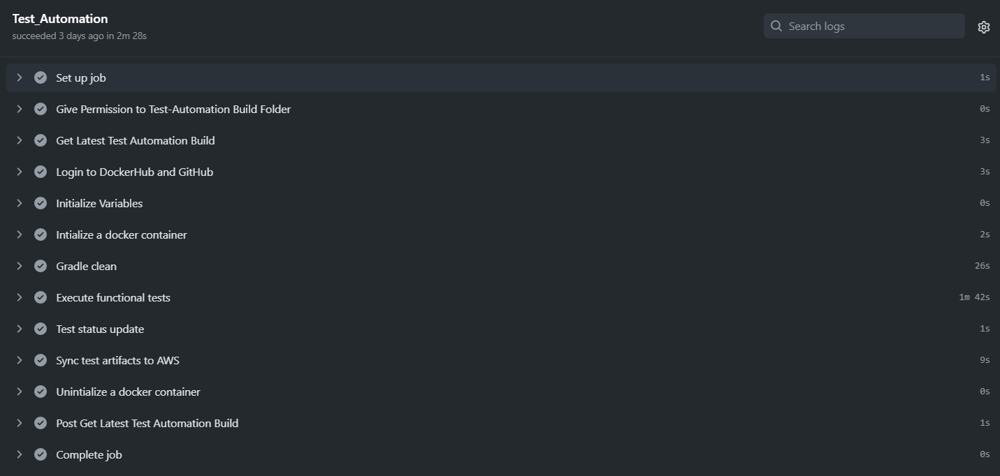 Test_Automation
succeeded 3 days ago in 2m 28s
Search logs
Set up job 1s
Give Permission to Test-Automation Build Folder 0s
Get Latest Test Automation Build 3s
Login to DockerHub and GitHub 3s
Initialize Variables 0s
Intialize a docker container 2s
Gradle clean 26s
Execute functional tests 1m 42s
Test status update 1s
Sync test artifacts to AWS 9s
Unintialize a docker container 0s
Post Get Latest Test Automation Build 1s
Complete job 0s